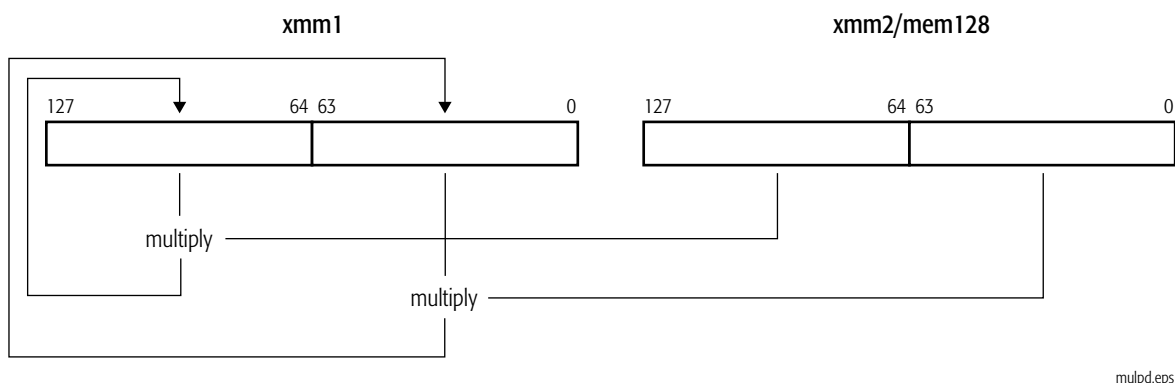 xmm1 xmm2/mem128
127 64 63 0 127 64 63 0
multiply
multiply
mulpd.eps